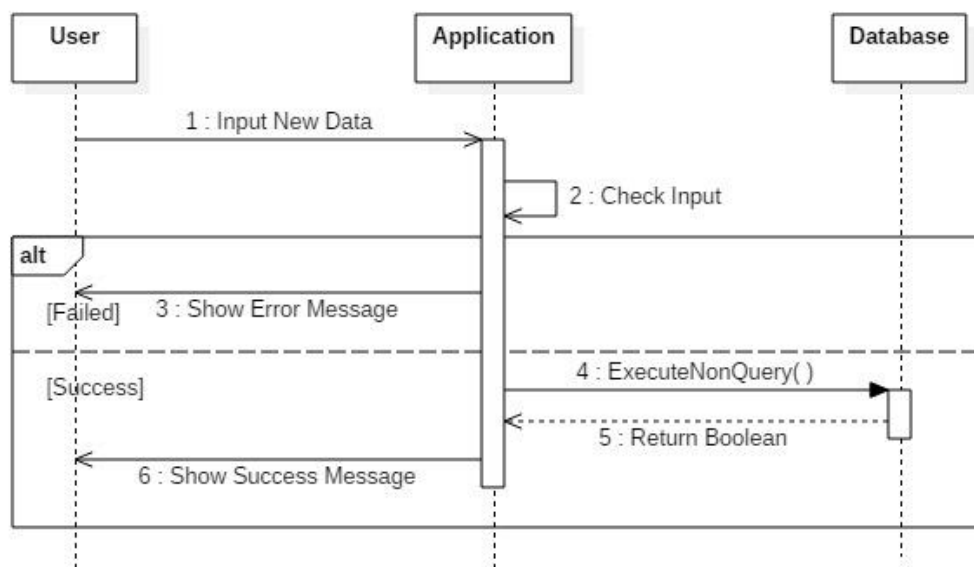 User
Application
Database
1 : Input New Data
2 : Check Input
alt
3 : Show Error Message
[Failed]
4 : ExecuteNonQuery( )
[Success]
5 : Return Boolean
6 : Show Success Message